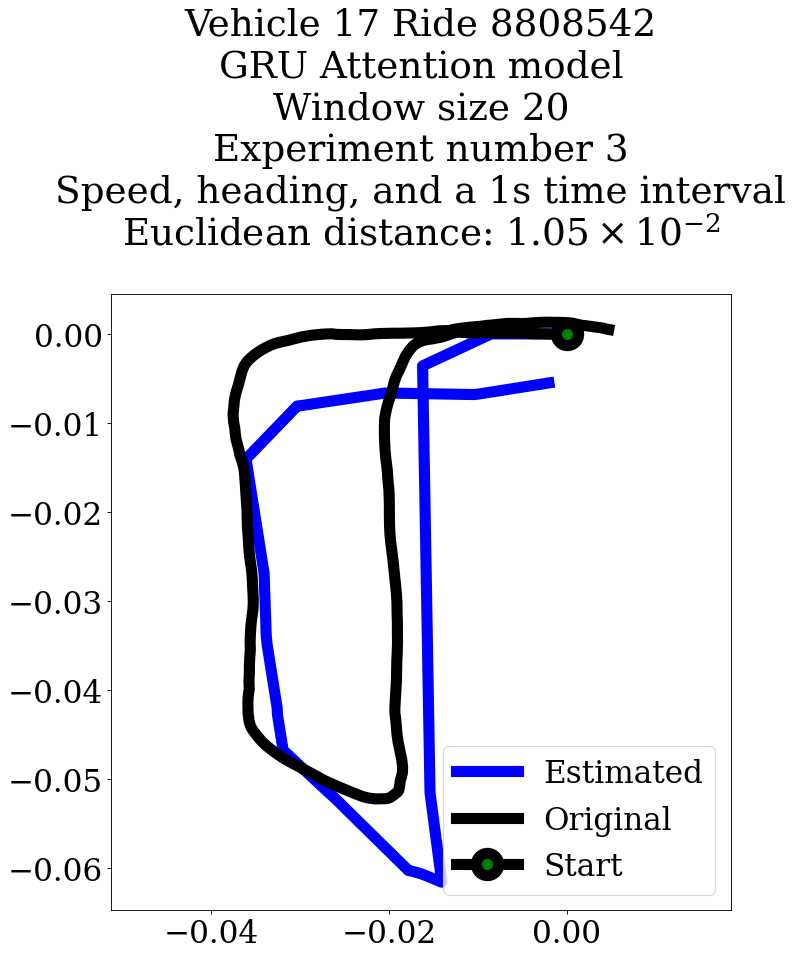 Vehicle 17 Ride 8808542
GRU Attention model
Window size 20
Experiment number 3
Speed, heading, and a 1s time interval
Euclidean distance: 1.05 × 10⁻²
0.00
−0.01
−0.02
−0.03
−0.04
−0.05
−0.06
Estimated
Original
Start
−0.04
−0.02
0.00